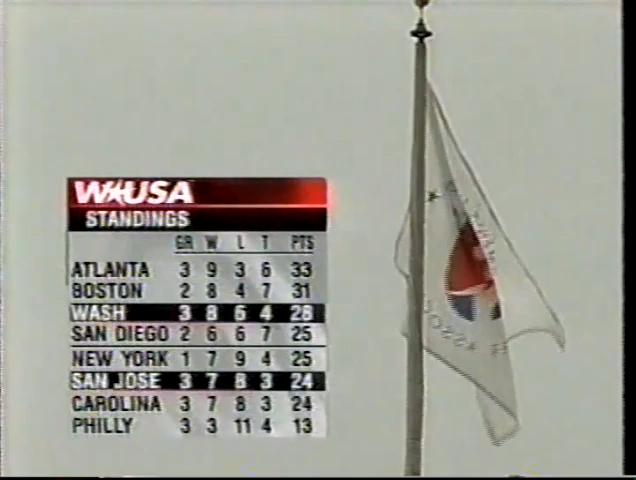 WUSA
STANDINGS
GR W L T PTS
ATLANTA 3 9 3 6 33
BOSTON 2 8 4 7 31
WASH 3 8 6 4 28
SAN DIEGO 2 6 6 7 25
NEW YORK 1 7 9 4 25
SAN JOSE 3 7 8 3 24
CAROLINA 3 7 8 3 24
PHILLY 3 3 11 4 13